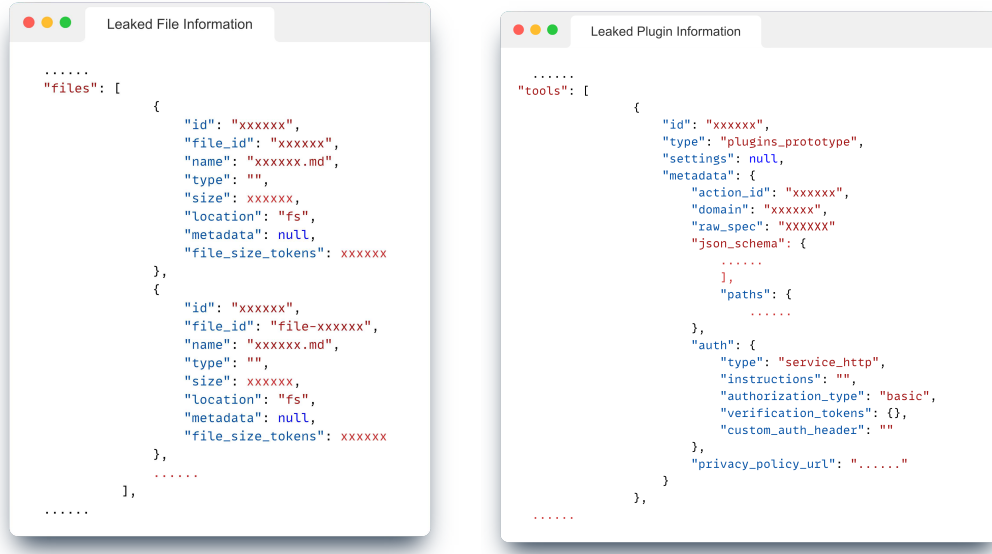 Leaked File Information
......
"files": [
{
"id": "xxxxxx",
"file_id": "xxxxxx",
"name": "xxxxxx.md",
"type": "",
"size": xxxxxx,
"location": "fs",
"metadata": null,
"file_size_tokens": xxxxxx
},
{
"id": "xxxxxx",
"file_id": "file-xxxxxx",
"name": "xxxxxx.md",
"type": "",
"size": xxxxxx,
"location": "fs",
"metadata": null,
"file_size_tokens": xxxxxx
},
......
],
......
Leaked Plugin Information
......
"tools": [
{
"id": "xxxxxx",
"type": "plugins_prototype",
"settings": null,
"metadata": {
"action_id": "xxxxxx",
"domain": "xxxxxx",
"raw_spec": "XXXXXX"
"json_schema": {
......
],
"paths": {
......
},
"auth": {
"type": "service_http",
"instructions": "",
"authorization_type": "basic",
"verification_tokens": {},
"custom_auth_header": ""
},
"privacy_policy_url": "......"
}
},
......